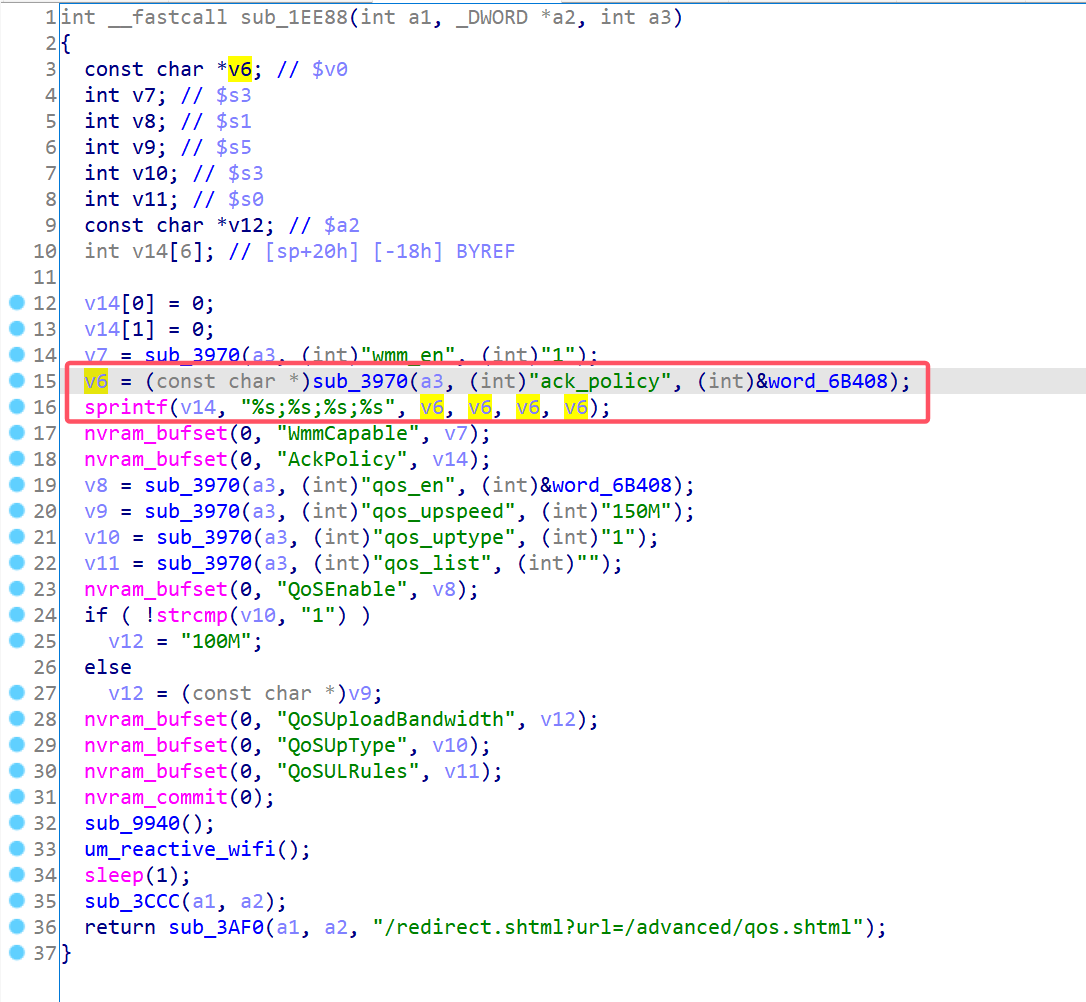 1 int __fastcall sub_1EE88(int a1, _DWORD *a2, int a3)
2 {
3 const char *v6; // $v0
4 int v7; // $s3
5 int v8; // $s1
6 int v9; // $s5
7 int v10; // $s3
8 int v11; // $s0
9 const char *v12; // $a2
10 int v14[6]; // [sp+20h] [-18h] BYREF
11
12 v14[0] = 0;
13 v14[1] = 0;
14 v7 = sub_3970(a3, (int)"wmm_en", (int)"1");
15 v6 = (const char *)sub_3970(a3, (int)"ack_policy", (int)&word_6B408);
16 sprintf(v14, "%s;%s;%s;%s", v6, v6, v6, v6);
17 nvram_bufset(0, "WmmCapable", v7);
18 nvram_bufset(0, "AckPolicy", v14);
19 v8 = sub_3970(a3, (int)"qos_en", (int)&word_6B408);
20 v9 = sub_3970(a3, (int)"qos_upspeed", (int)"150M");
21 v10 = sub_3970(a3, (int)"qos_uptype", (int)"1");
22 v11 = sub_3970(a3, (int)"qos_list", (int)"");
23 nvram_bufset(0, "QoSEnable", v8);
24 if ( !strcmp(v10, "1") )
25 v12 = "100M";
26 else
27 v12 = (const char *)v9;
28 nvram_bufset(0, "QoSUploadBandwidth", v12);
29 nvram_bufset(0, "QoSUpType", v10);
30 nvram_bufset(0, "QoSULRules", v11);
31 nvram_commit(0);
32 sub_9940();
33 um_reactive_wifi();
34 sleep(1);
35 sub_3CCC(a1, a2);
36 return sub_3AF0(a1, a2, "/redirect.shtml?url=/advanced/qos.shtml");
37 }